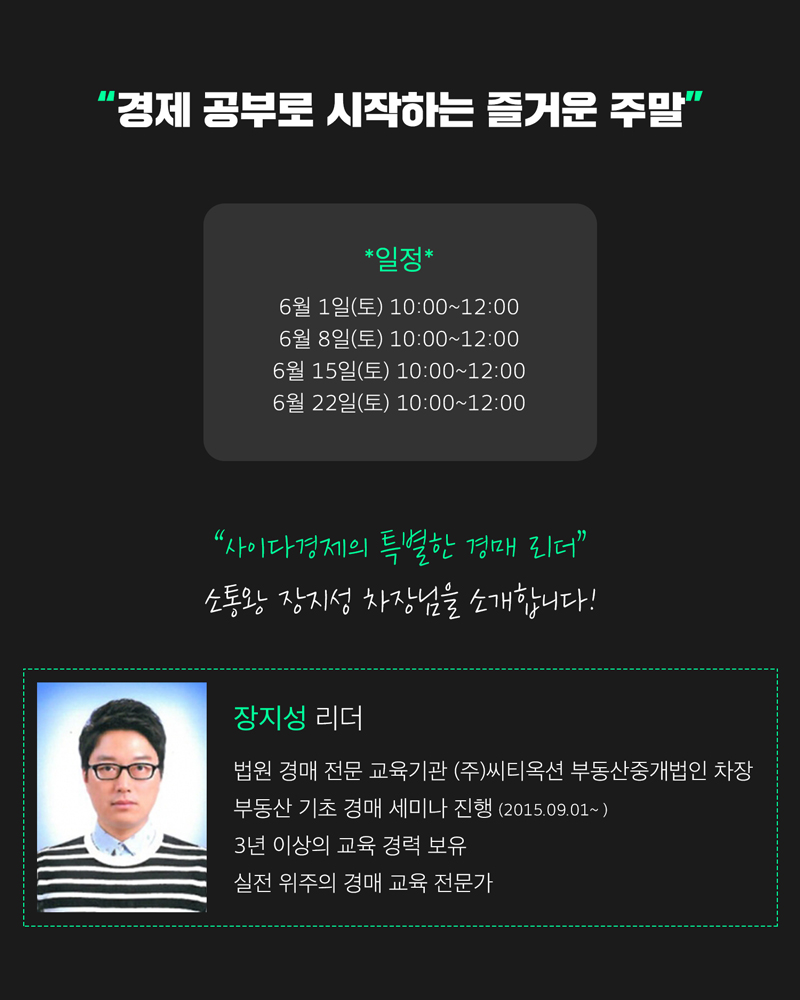 “경제 공부로 시작하는 즐거운 주말”
*일정*
6월 1일(토) 10:00~12:00
6월 8일(토) 10:00~12:00
6월 15일(토) 10:00~12:00
6월 22일(토) 10:00~12:00
“사이다경제의 특별한 경매 리더”
소통왕 장지성 차장님을 소개합니다!
장지성 리더
법원 경매 전문 교육기관 (주)씨티옥션 부동산중개법인 차장
부동산 기초 경매 세미나 진행 (2015.09.01~ )
3년 이상의 교육 경력 보유
실전 위주의 경매 교육 전문가